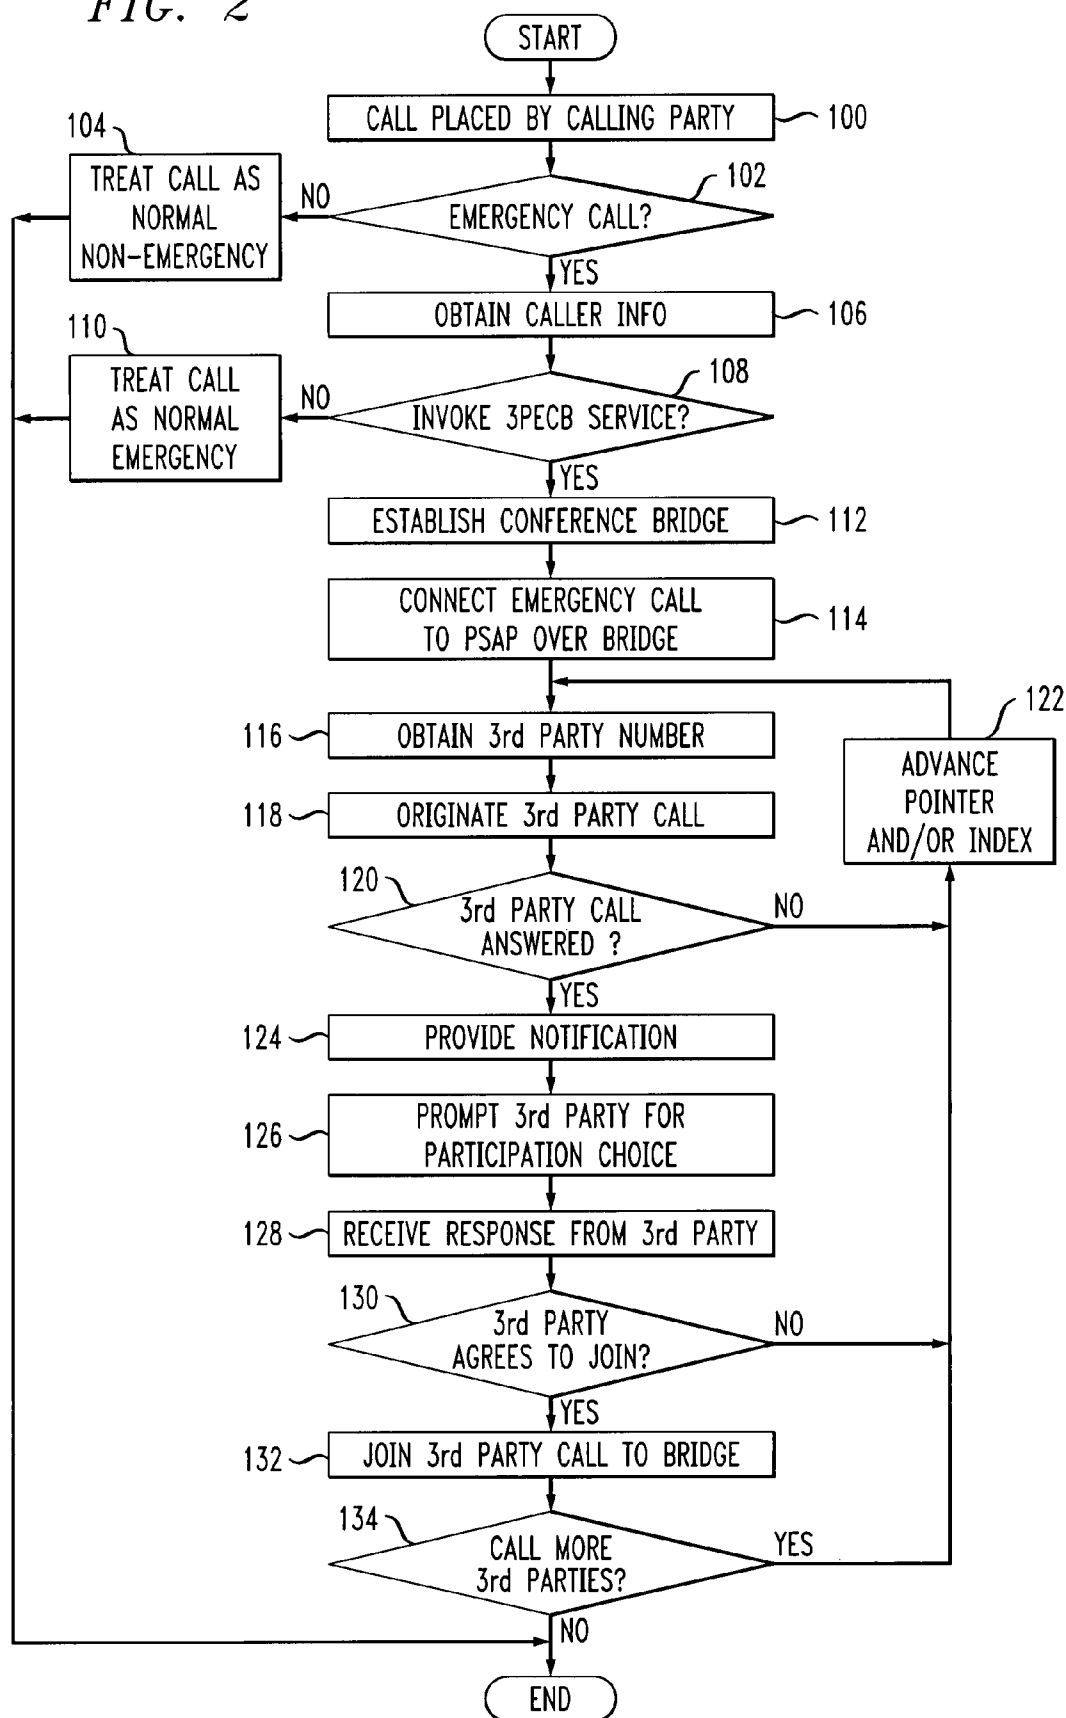 FIG. 2
START
CALL PLACED BY CALLING PARTY
100
104
TREAT CALL AS
NORMAL
NON-EMERGENCY
NO
102
EMERGENCY CALL?
YES
OBTAIN CALLER INFO
106
110
TREAT CALL
AS NORMAL
EMERGENCY
NO
108
INVOKE 3PECB SERVICE?
YES
ESTABLISH CONFERENCE BRIDGE
112
CONNECT EMERGENCY CALL
TO PSAP OVER BRIDGE
114
116
OBTAIN 3rd PARTY NUMBER
122
ADVANCE
POINTER
AND/OR INDEX
118
ORIGINATE 3rd PARTY CALL
120
3rd PARTY CALL
ANSWERED ?
NO
YES
124
PROVIDE NOTIFICATION
126
PROMPT 3rd PARTY FOR
PARTICIPATION CHOICE
128
RECEIVE RESPONSE FROM 3rd PARTY
130
3rd PARTY
AGREES TO JOIN?
NO
YES
132
JOIN 3rd PARTY CALL TO BRIDGE
134
CALL MORE
3rd PARTIES?
YES
NO
END